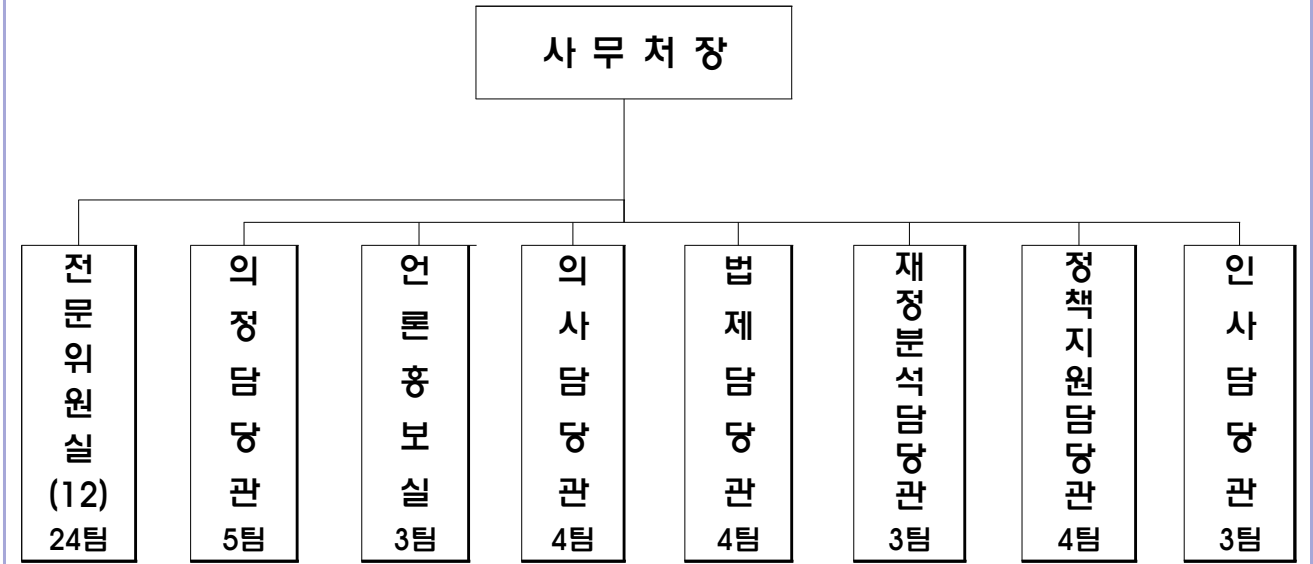 사 무 처 장
전문위원실
(12)
24팀
의정담당관
5팀
언론홍보실
3팀
의사담당관
4팀
법제담당관
4팀
재정분석담당관
3팀
정책지원담당관
4팀
인사담당관
3팀